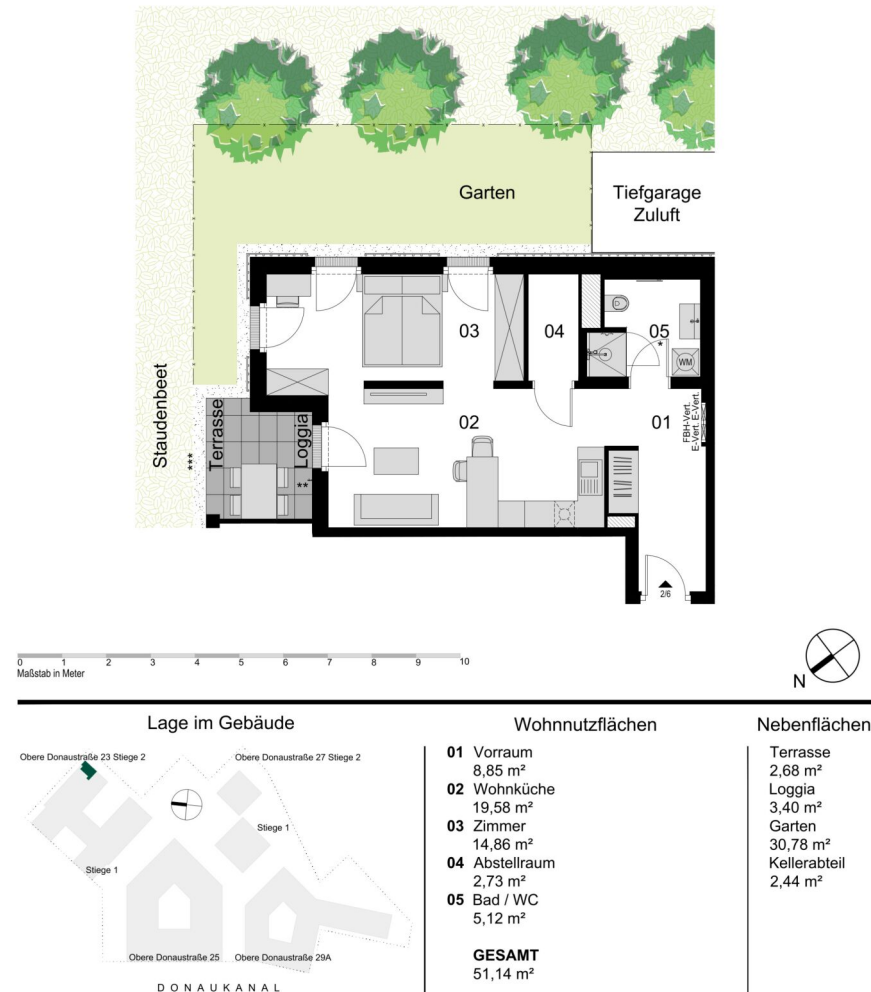 Garten
Tiefgarage
Zuluft
03
04
05
*
WM
Staudenbeet
***
Terrasse
Loggia
**
02
01
FBH-Vert.
E-Vert. E-Vert.
2/6
0 1 2 3 4 5 6 7 8 9 10
Maßstab in Meter
N
Lage im Gebäude
Obere Donaustraße 23 Stiege 2
Obere Donaustraße 27 Stiege 2
Stiege 1
Stiege 1
Obere Donaustraße 25
Obere Donaustraße 29A
DONAUKANAL
Wohnnutzflächen
01 Vorraum
8,85 m²
02 Wohnküche
19,58 m²
03 Zimmer
14,86 m²
04 Abstellraum
2,73 m²
05 Bad / WC
5,12 m²
GESAMT
51,14 m²
Nebenflächen
Terrasse
2,68 m²
Loggia
3,40 m²
Garten
30,78 m²
Kellerabteil
2,44 m²